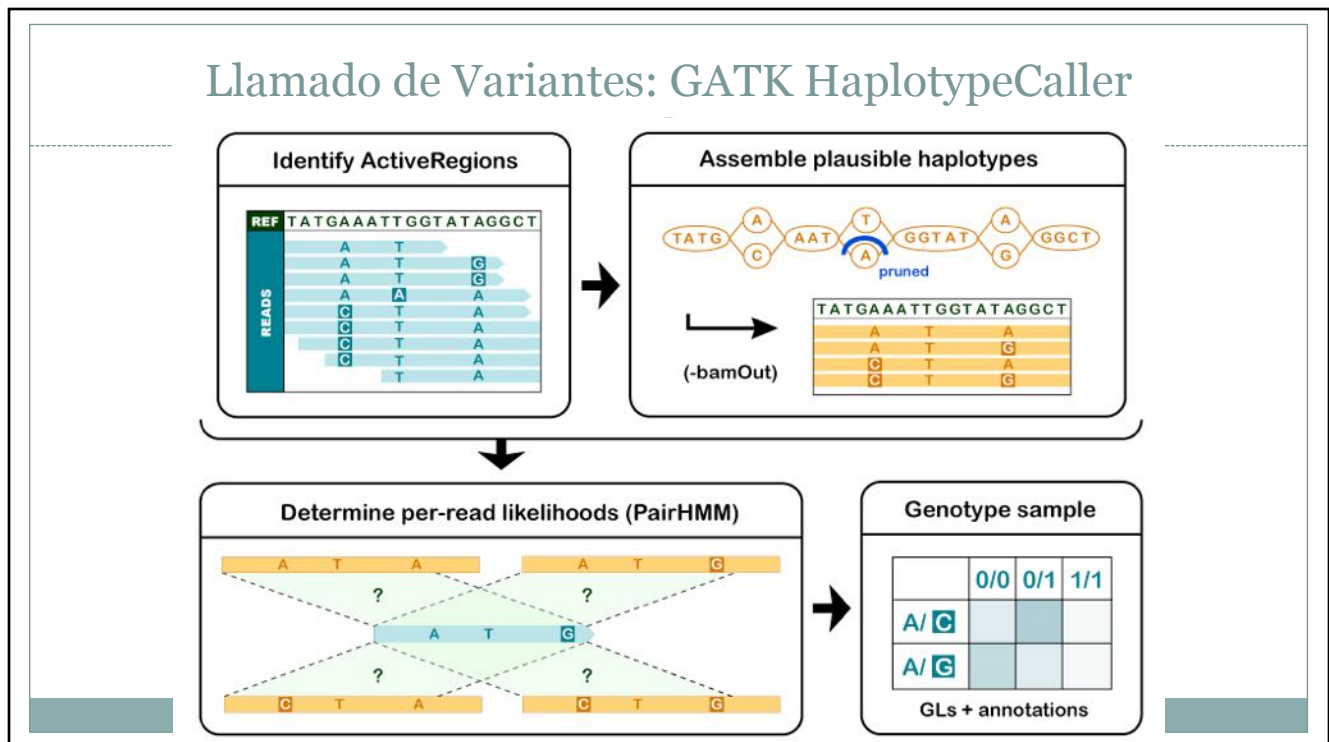 Llamado de Variantes: GATK HaplotypeCaller
Identify ActiveRegions
REF TATGAAATTGGTATAGGCT
READS
A T
A T G
A T G
A A A
C T A
C T A
C T A
C T A
T A
Assemble plausible haplotypes
A T A
TATG AAT GGTAT GGCT
C A G
pruned
(-bamOut)
TATGAAATTGGTATAGGCT
A T A
A T G
C T A
C T G
Determine per-read likelihoods (PairHMM)
A T A A T G
? ?
A T G
? ?
C T A C T G
Genotype sample
0/0 0/1 1/1
A/ C
A/ G
GLs + annotations